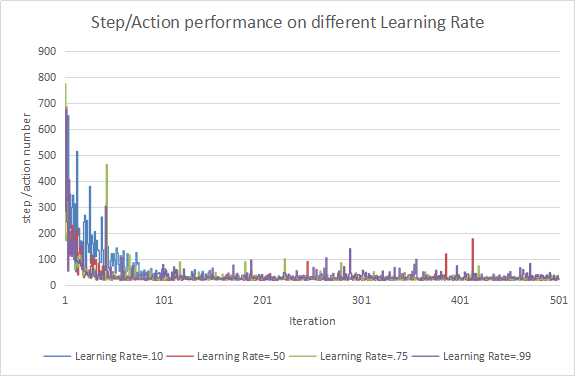 Step/Action performance on different Learning Rate
900
800
700
600
500
400
300
200
100
0
step /action number
1 101 201 301 401 501
Iteration
Learning Rate=.10 Learning Rate=.50 Learning Rate=.75 Learning Rate=.99